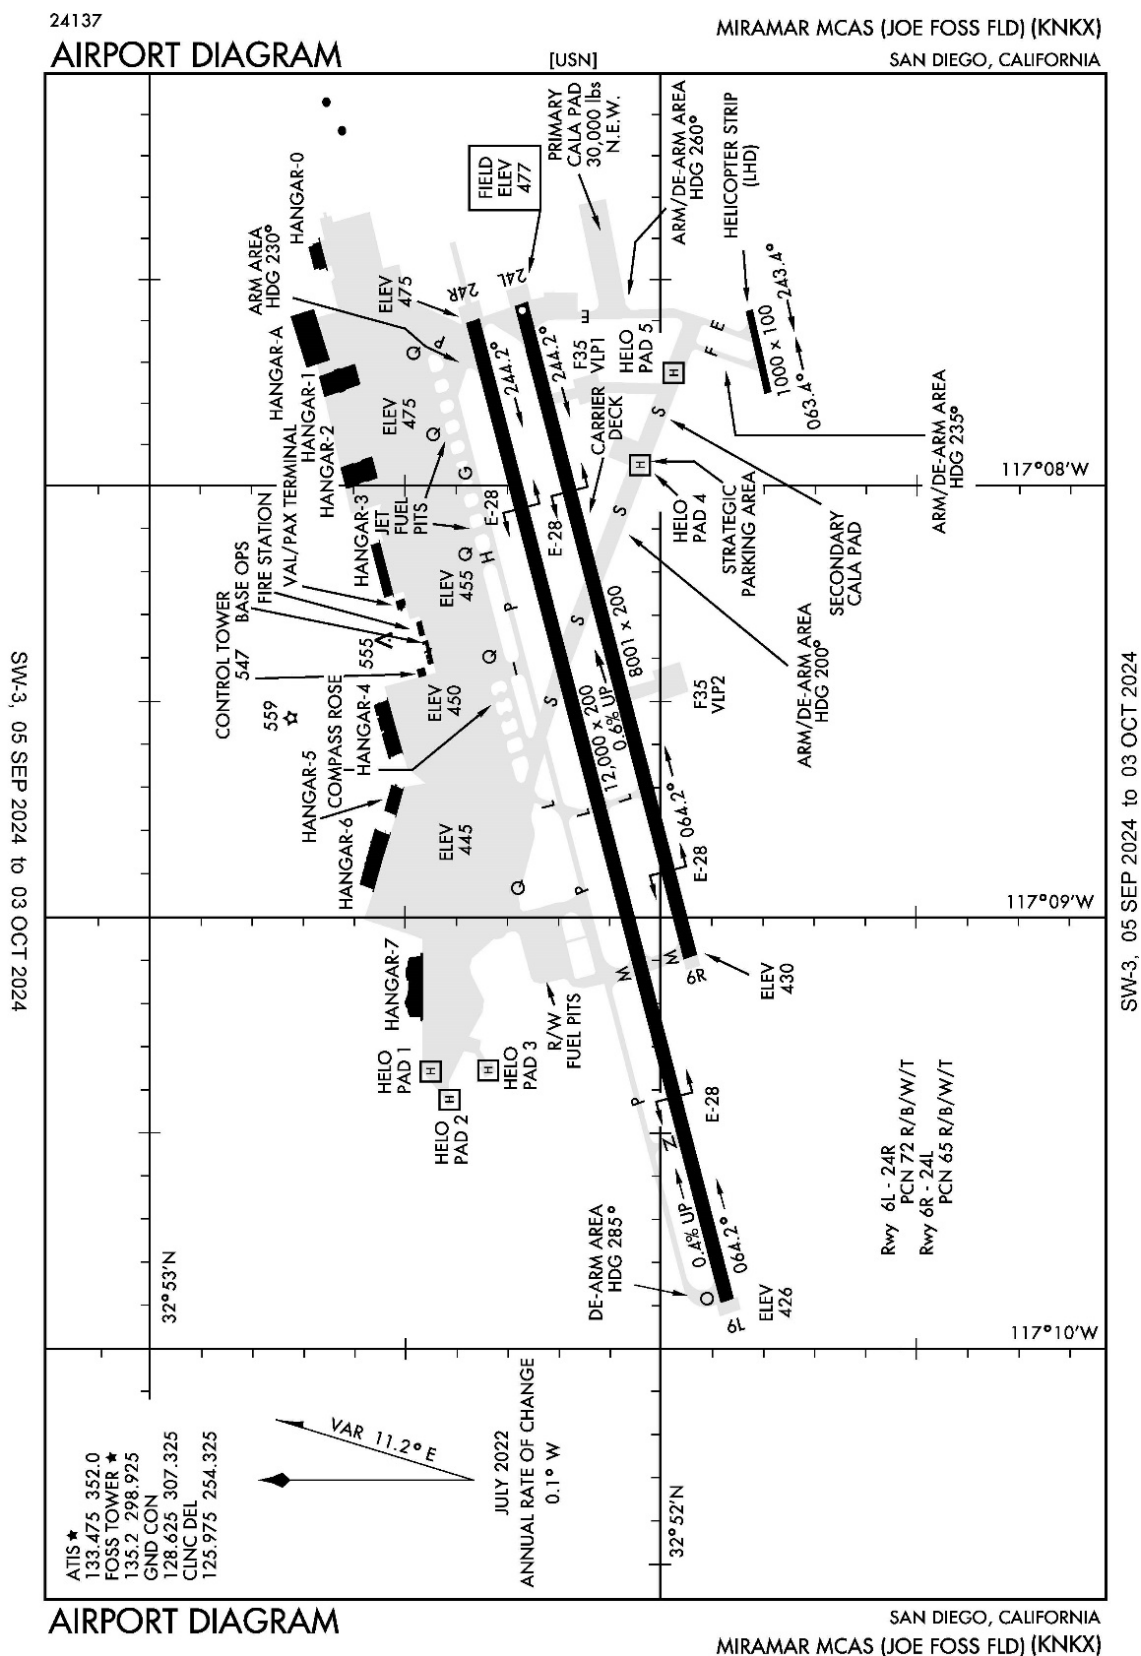 24137
AIRPORT DIAGRAM
[USN]
MIRAMAR MCAS (JOE FOSS FLD) (KNKX)
SAN DIEGO, CALIFORNIA
HANGAR-0
ARM AREA
HDG 230°
HANGAR-A
HANGAR-1
HANGAR-2
HANGAR-3
VAL/PAX TERMINAL
FIRE STATION
BASE OPS
CONTROL TOWER
547
555
559
HANGAR-4
COMPASS ROSE
HANGAR-5
HANGAR-6
HANGAR-7
JET
FUEL
PITS
ELEV
475
ELEV
475
ELEV
455
ELEV
450
ELEV
445
FIELD
ELEV
477
PRIMARY
CALA PAD
30,000 lbs
N.E.W.
ARM/DE-ARM AREA
HDG 260°
HELICOPTER STRIP
(LHD)
24R
24L
244.2°
244.2°
F35
VLP1
HELO
PAD 5
H
CARRIER
DECK
E
F
E
1000 x 100
243.4°
063.4°
ARM/DE-ARM AREA
HDG 235°
117°08'W
P
Q
Q
G
Q
H
P
Q
I
S
S
S
S
L
L
L
Q
P
W
W
P
Z
O
E-28
E-28
H
HELO
PAD 4
STRATEGIC
PARKING AREA
SECONDARY
CALA PAD
ARM/DE-ARM AREA
HDG 200°
F35
VLP2
12,000 x 200
8001 x 200
0.6% UP
064.2°
E-28
117°09'W
6R
ELEV
430
R/W
FUEL PITS
HELO
PAD 1
H
HELO
PAD 2
H
HELO
PAD 3
H
E-28
DE-ARM AREA
HDG 285°
0.4% UP
064.2°
6L
ELEV
426
Rwy 6L - 24R
PCN 72 R/B/W/T
Rwy 6R - 24L
PCN 65 R/B/W/T
32°53'N
117°10'W
32°52'N
VAR 11.2° E
JULY 2022
ANNUAL RATE OF CHANGE
0.1° W
ATIS ★
133.475 352.0
FOSS TOWER ★
135.2 298.925
GND CON
128.625 307.325
CLNC DEL
125.975 254.325
SW-3, 05 SEP 2024 to 03 OCT 2024
SW-3, 05 SEP 2024 to 03 OCT 2024
AIRPORT DIAGRAM
SAN DIEGO, CALIFORNIA
MIRAMAR MCAS (JOE FOSS FLD) (KNKX)